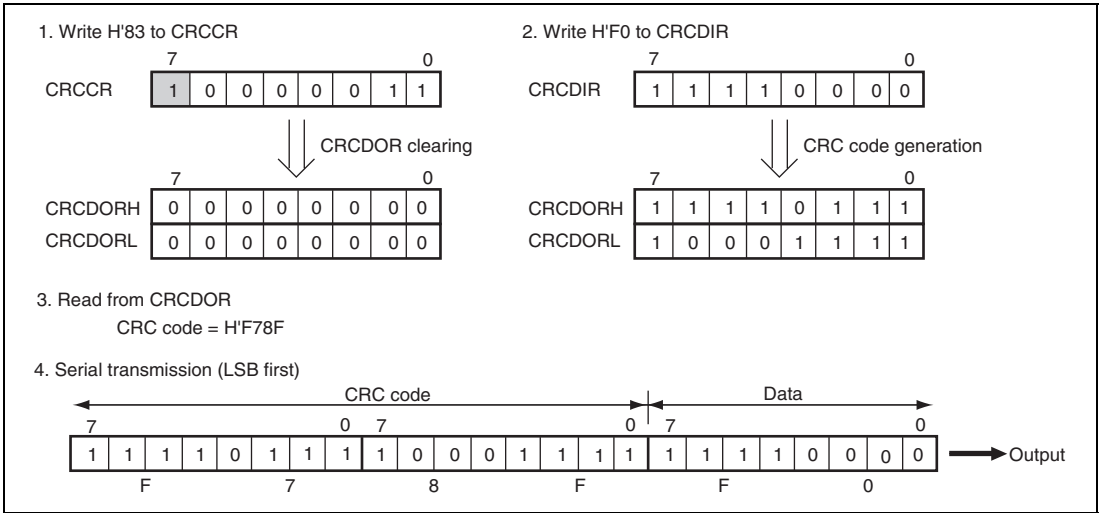 1. Write H'83 to CRCCR
7 0
CRCCR 1 0 0 0 0 0 1 1
CRCDOR clearing
7 0
CRCDORH 0 0 0 0 0 0 0 0
CRCDORL 0 0 0 0 0 0 0 0
2. Write H'F0 to CRCDIR
7 0
CRCDIR 1 1 1 1 0 0 0 0
CRC code generation
7 0
CRCDORH 1 1 1 1 0 1 1 1
CRCDORL 1 0 0 0 1 1 1 1
3. Read from CRCDOR
CRC code = H'F78F
4. Serial transmission (LSB first)
CRC code Data
7 0 7 0 7 0
1 1 1 1 0 1 1 1 1 0 0 0 1 1 1 1 1 1 1 1 0 0 0 0 Output
F 7 8 F F 0